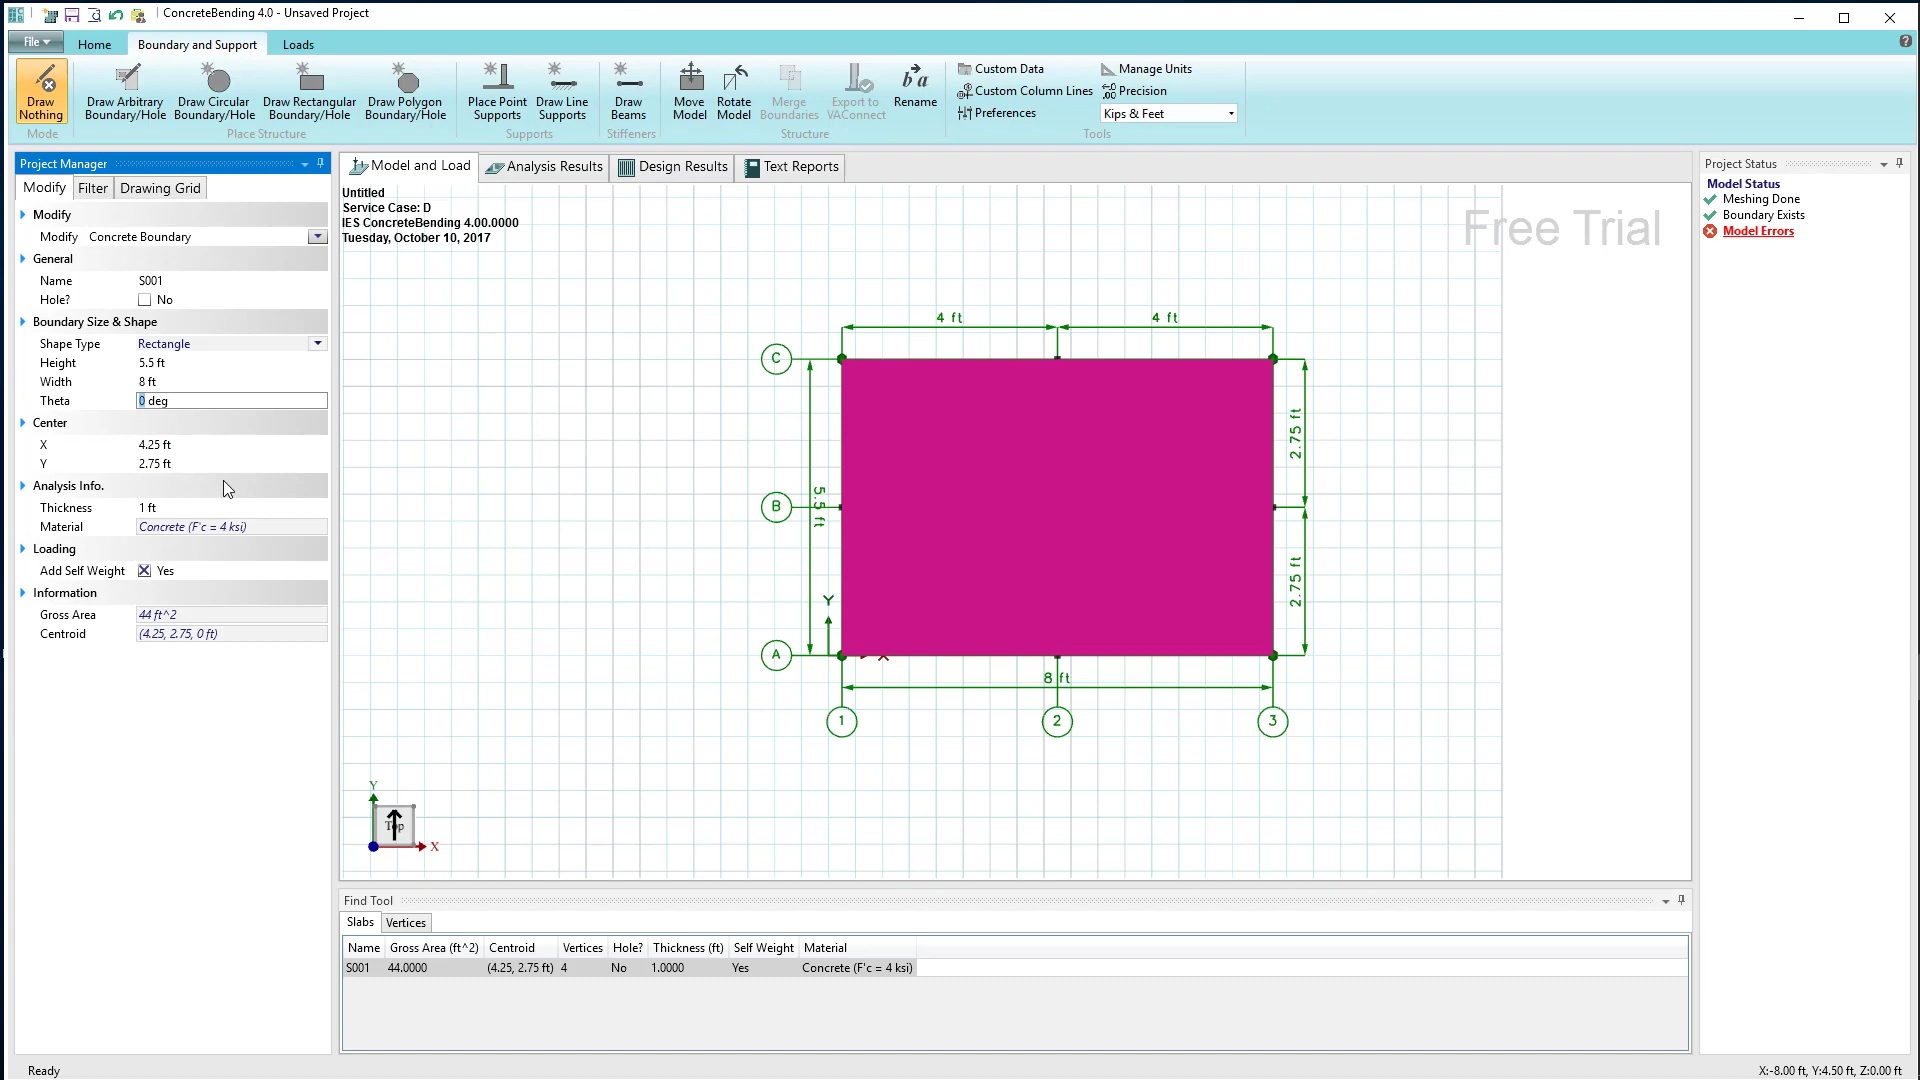 ConcreteBending 4.0 - Unsaved Project
File
Home
Boundary and Support
Loads
Draw Nothing
Draw Arbitrary Boundary/Hole
Draw Circular Boundary/Hole
Draw Rectangular Boundary/Hole
Draw Polygon Boundary/Hole
Place Point Supports
Draw Line Supports
Draw Beams
Move Model
Rotate Model
Merge Boundaries
Export to VAConnect
Rename
Custom Data
Custom Column Lines
Preferences
Manage Units
Precision
Kips & Feet
Mode
Place Structure
Supports
Stiffeners
Structure
Tools
Project Manager
Modify
Filter
Drawing Grid
Modify
Modify Concrete Boundary
General
Name S001
Hole? No
Boundary Size & Shape
Shape Type Rectangle
Height 5.5 ft
Width 8 ft
Theta 0 deg
Center
X 4.25 ft
Y 2.75 ft
Analysis Info.
Thickness 1 ft
Material Concrete (F'c = 4 ksi)
Loading
Add Self Weight Yes
Information
Gross Area 44 ft^2
Centroid (4.25, 2.75, 0 ft)
Model and Load
Analysis Results
Design Results
Text Reports
Untitled
Service Case: D
IES ConcreteBending 4.00.0000
Tuesday, October 10, 2017
Free Trial
4 ft
4 ft
C
B
A
5.5 ft
2.75 ft
2.75 ft
Y
X
8 ft
1
2
3
Y
Top
X
Project Status
Model Status
Meshing Done
Boundary Exists
Model Errors
Find Tool
Slabs
Vertices
Name Gross Area (ft^2) Centroid Vertices Hole? Thickness (ft) Self Weight Material
S001 44.0000 (4.25, 2.75 ft) 4 No 1.0000 Yes Concrete (F'c = 4 ksi)
Ready
X:-8.00 ft, Y:4.50 ft, Z:0.00 ft